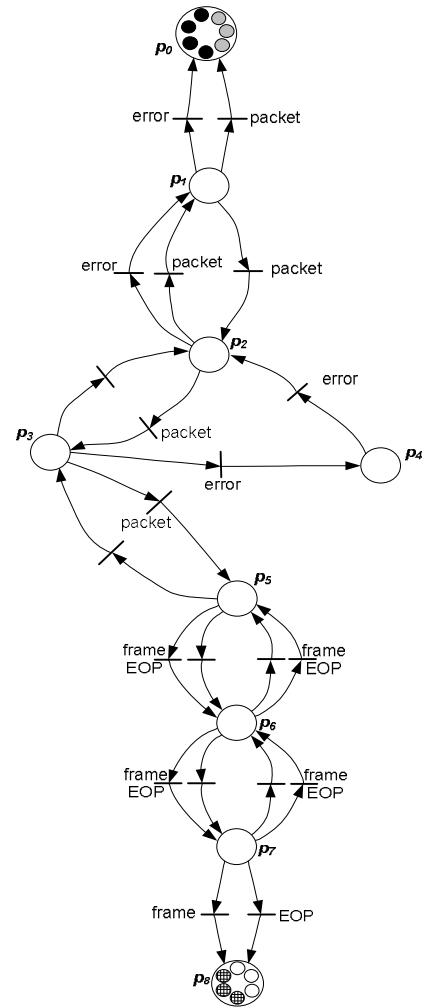 p0
error
packet
p1
error
packet
packet
p2
error
packet
p3
p4
error
packet
p5
frame
EOP
frame
EOP
p6
frame
EOP
frame
EOP
p7
frame
EOP
p8